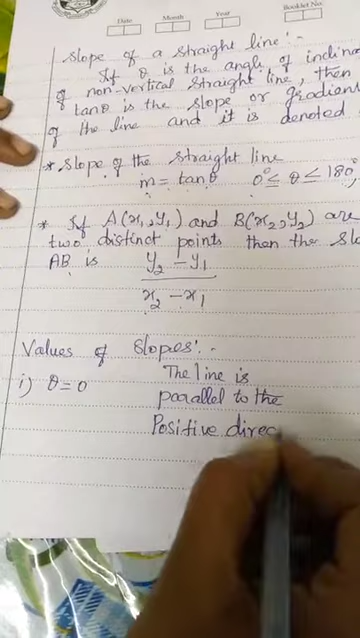 Date Month Year Booklet No.
Slope of a straight line:-
If θ is the angle of inclina
of non-vertical straight line, then
tanθ is the slope or gradient
of the line and it is denoted
* Slope of the straight line
m = tanθ 0° ≤ θ ≤ 180°,
* If A(x₁,y₁) and B(x₂,y₂) are
two distinct points then the slo
AB is y₂ - y₁
x₂ - x₁
Values of Slopes:-
i) θ = 0 The line is
parallel to the
Positive direc